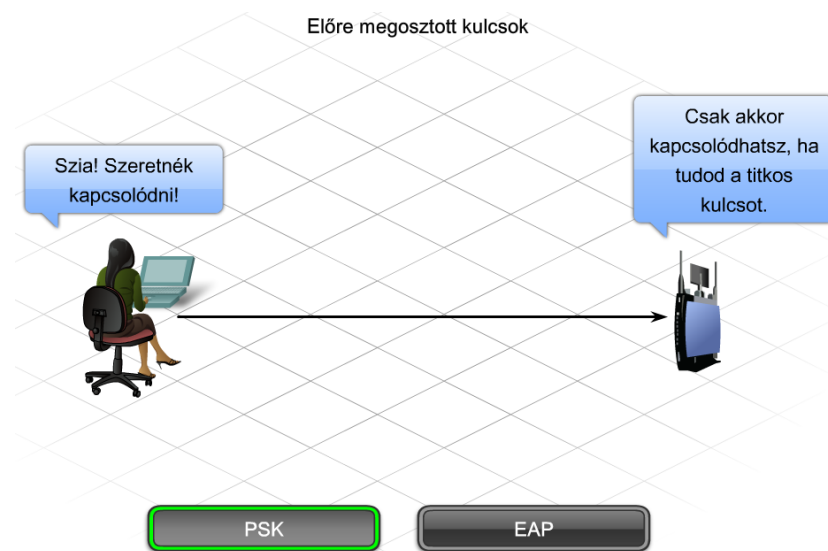 Előre megosztott kulcsok
Szia! Szeretnék
kapcsolódni!
Csak akkor
kapcsolódhatsz, ha
tudod a titkos
kulcsot.
PSK
EAP